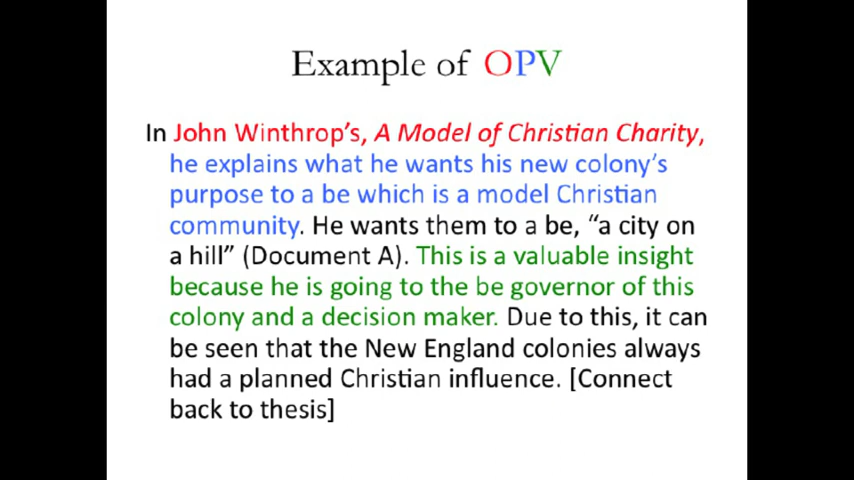 Example of OPV
In John Winthrop's, A Model of Christian Charity,
he explains what he wants his new colony's
purpose to a be which is a model Christian
community. He wants them to a be, “a city on
a hill” (Document A). This is a valuable insight
because he is going to the be governor of this
colony and a decision maker. Due to this, it can
be seen that the New England colonies always
had a planned Christian influence. [Connect
back to thesis]